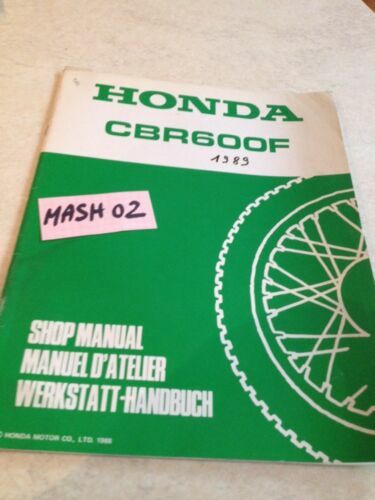 HONDA
CBR600F
1989
MASH 02
SHOP MANUAL
MANUEL D'ATELIER
WERKSTATT-HANDBUCH
© HONDA MOTOR CO., LTD. 1988